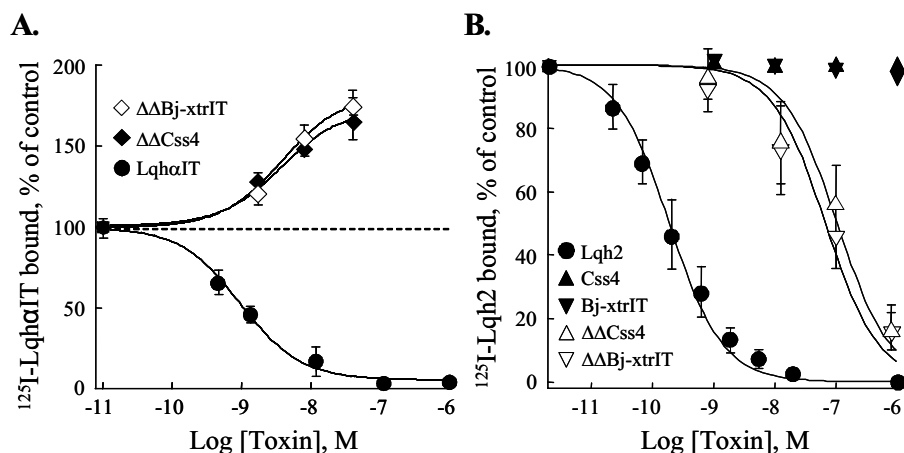 A.
¹²⁵I-LqhαIT bound, % of control
200
150
100
50
0
ΔΔBj-xtrIT
ΔΔCss4
LqhαIT
-11 -10 -9 -8 -7 -6
Log [Toxin], M
B.
¹²⁵I-Lqh2 bound, % of control
100
80
60
40
20
0
Lqh2
Css4
Bj-xtrIT
ΔΔCss4
ΔΔBj-xtrIT
-11 -10 -9 -8 -7 -6
Log [Toxin], M